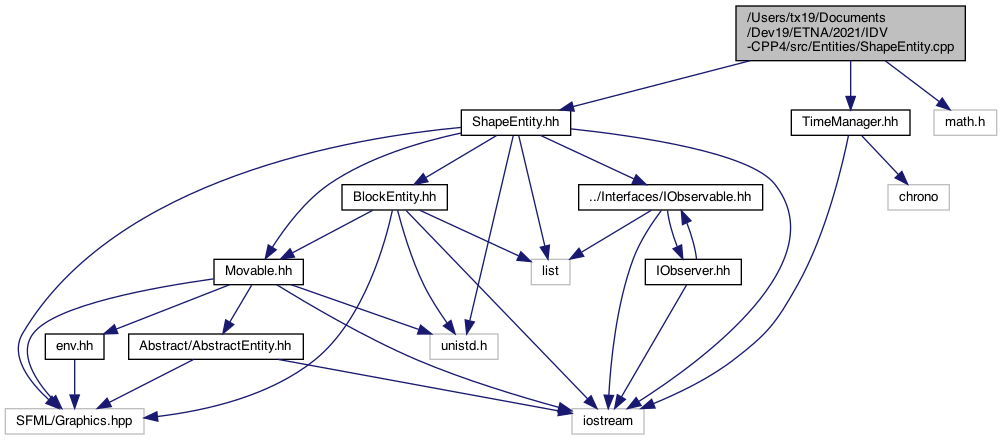 /Users/tx19/Documents
/Dev19/ETNA/2021/IDV
-CPP4/src/Entities/ShapeEntity.cpp
ShapeEntity.hh
TimeManager.hh
math.h
BlockEntity.hh
../Interfaces/IObservable.hh
chrono
Movable.hh
list
IObserver.hh
env.hh
Abstract/AbstractEntity.hh
unistd.h
SFML/Graphics.hpp
iostream